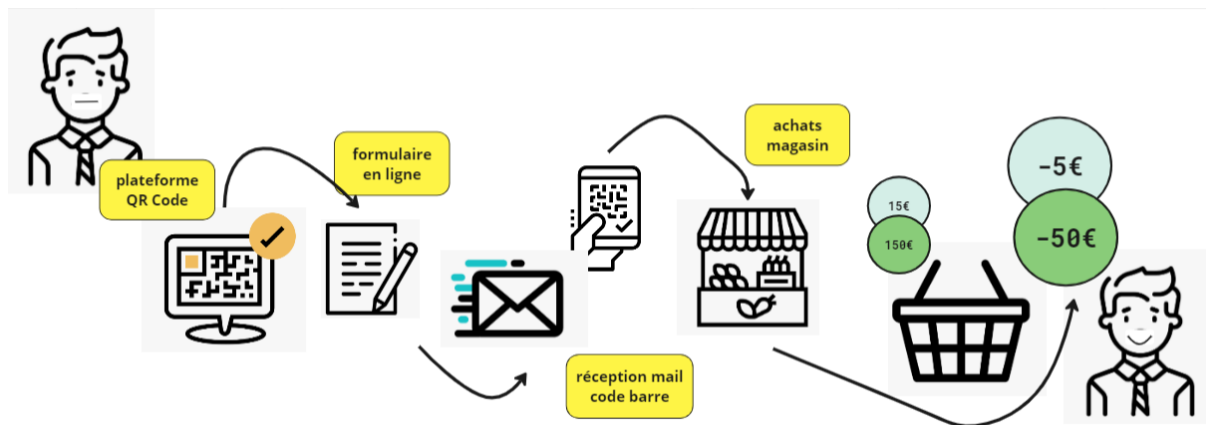 plateforme
QR Code
formulaire
en ligne
réception mail
code barre
achats
magasin
15€
150€
-5€
-50€